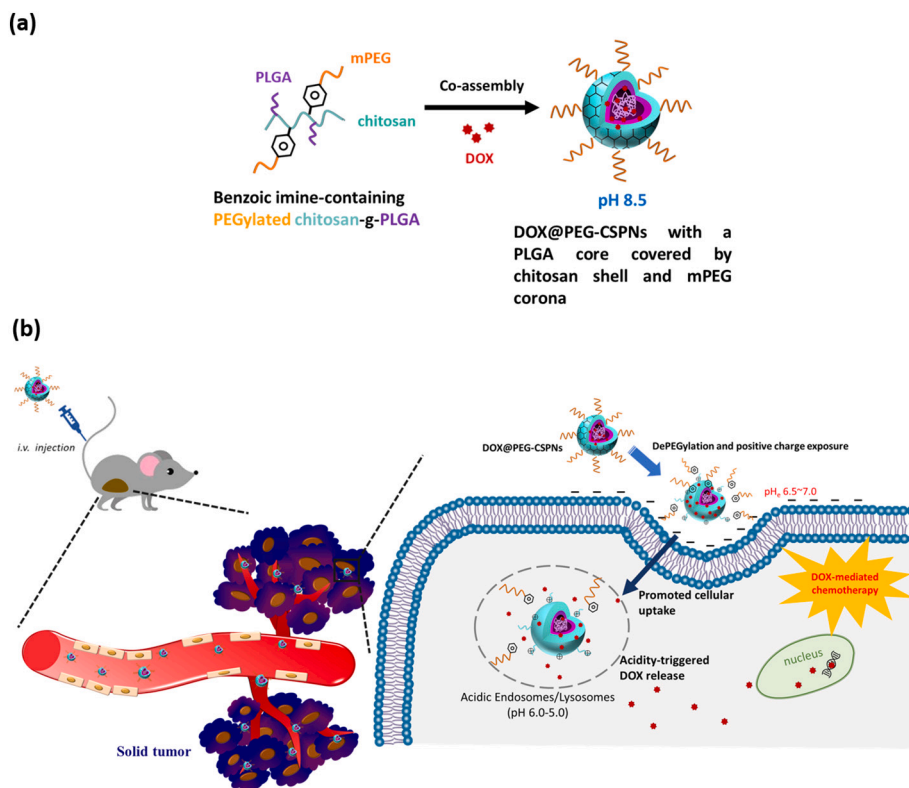 (a)
mPEG
PLGA
chitosan
Benzoic imine-containing
PEGylated chitosan-g-PLGA
Co-assembly
DOX
pH 8.5
DOX@PEG-CSPNs with a
PLGA core covered by
chitosan shell and mPEG
corona
(b)
i.v. injection
Solid tumor
DOX@PEG-CSPNs
DePEGylation and positive charge exposure
pHe 6.5~7.0
DOX-mediated
chemotherapy
Promoted cellular
uptake
Acidity-triggered
DOX release
Acidic Endosomes/Lysosomes
(pH 6.0-5.0)
nucleus